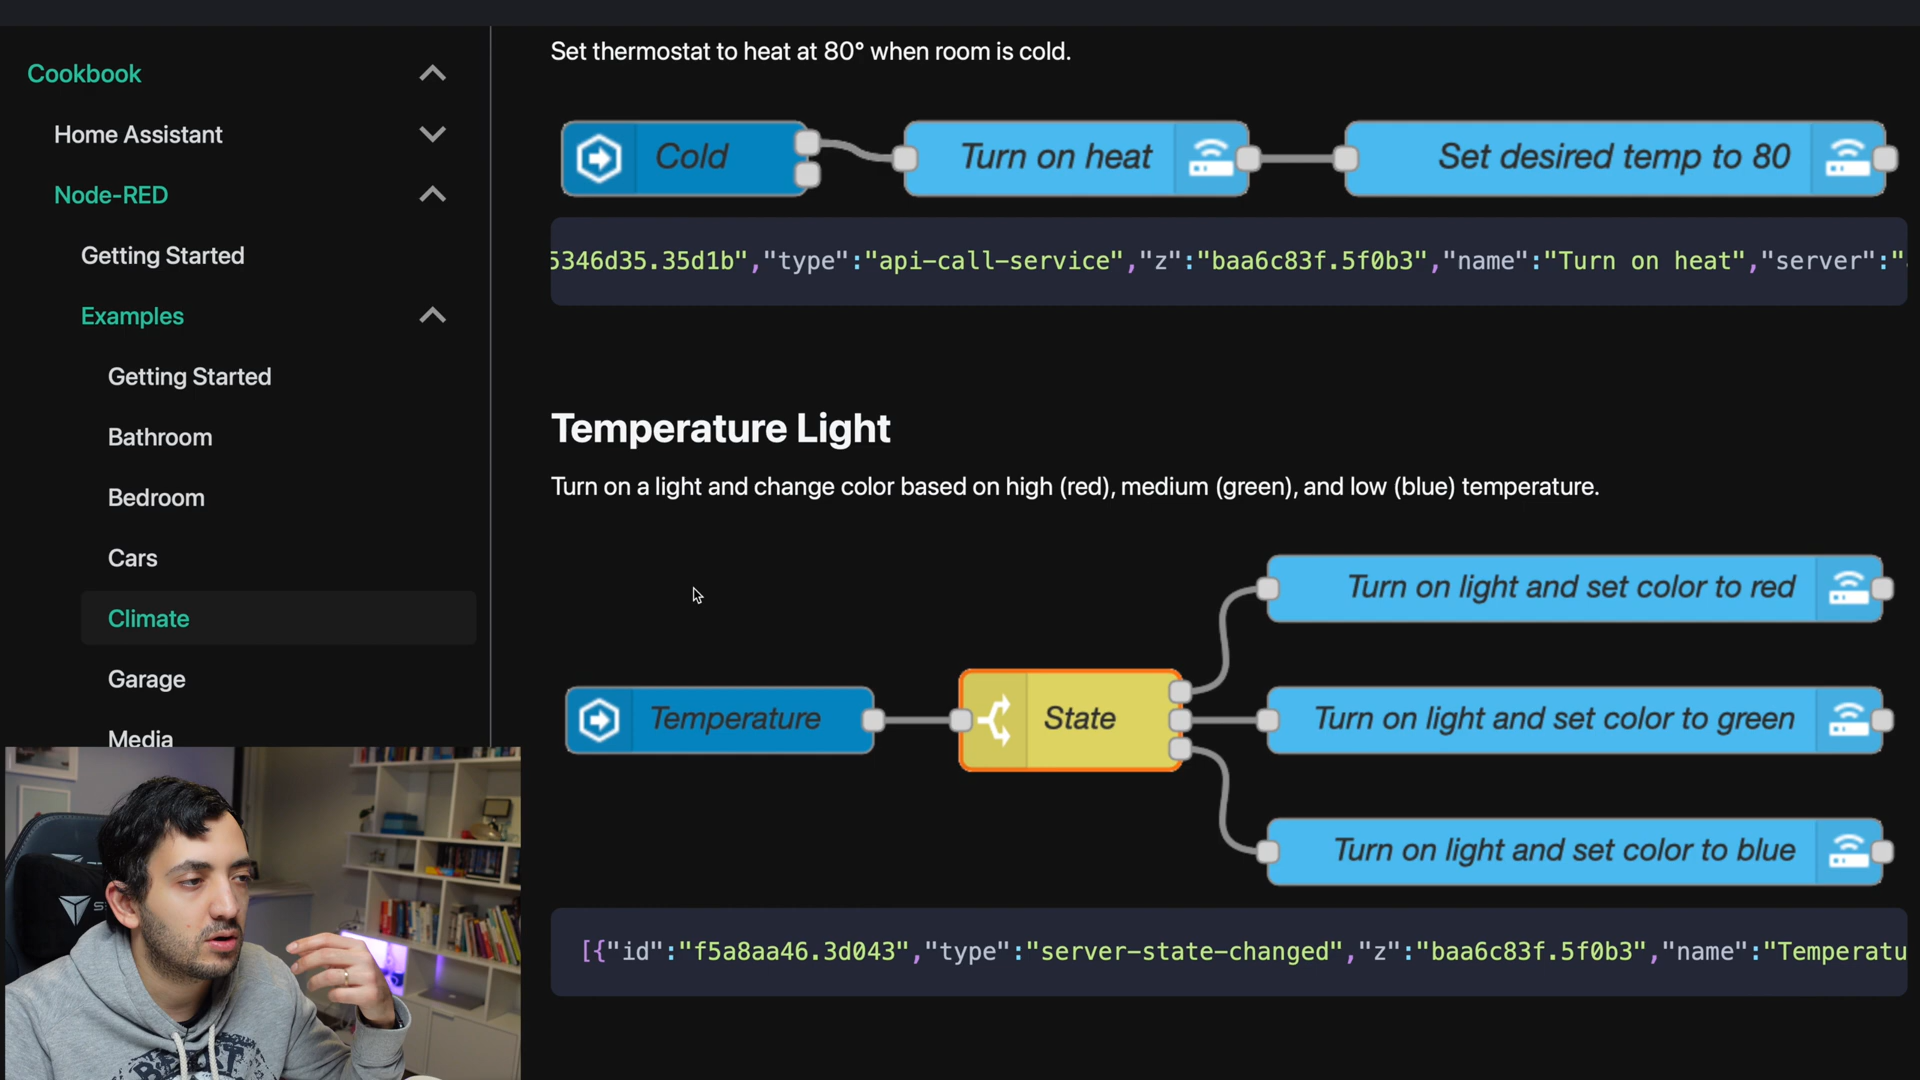 Cookbook
Home Assistant
Node-RED
Getting Started
Examples
Getting Started
Bathroom
Bedroom
Cars
Climate
Garage
Media
Set thermostat to heat at 80° when room is cold.
Cold
Turn on heat
Set desired temp to 80
5346d35.35d1b","type":"api-call-service","z":"baa6c83f.5f0b3","name":"Turn on heat","server":"
Temperature Light
Turn on a light and change color based on high (red), medium (green), and low (blue) temperature.
Turn on light and set color to red
Temperature
State
Turn on light and set color to green
Turn on light and set color to blue
[{"id":"f5a8aa46.3d043","type":"server-state-changed","z":"baa6c83f.5f0b3","name":"Temperatu